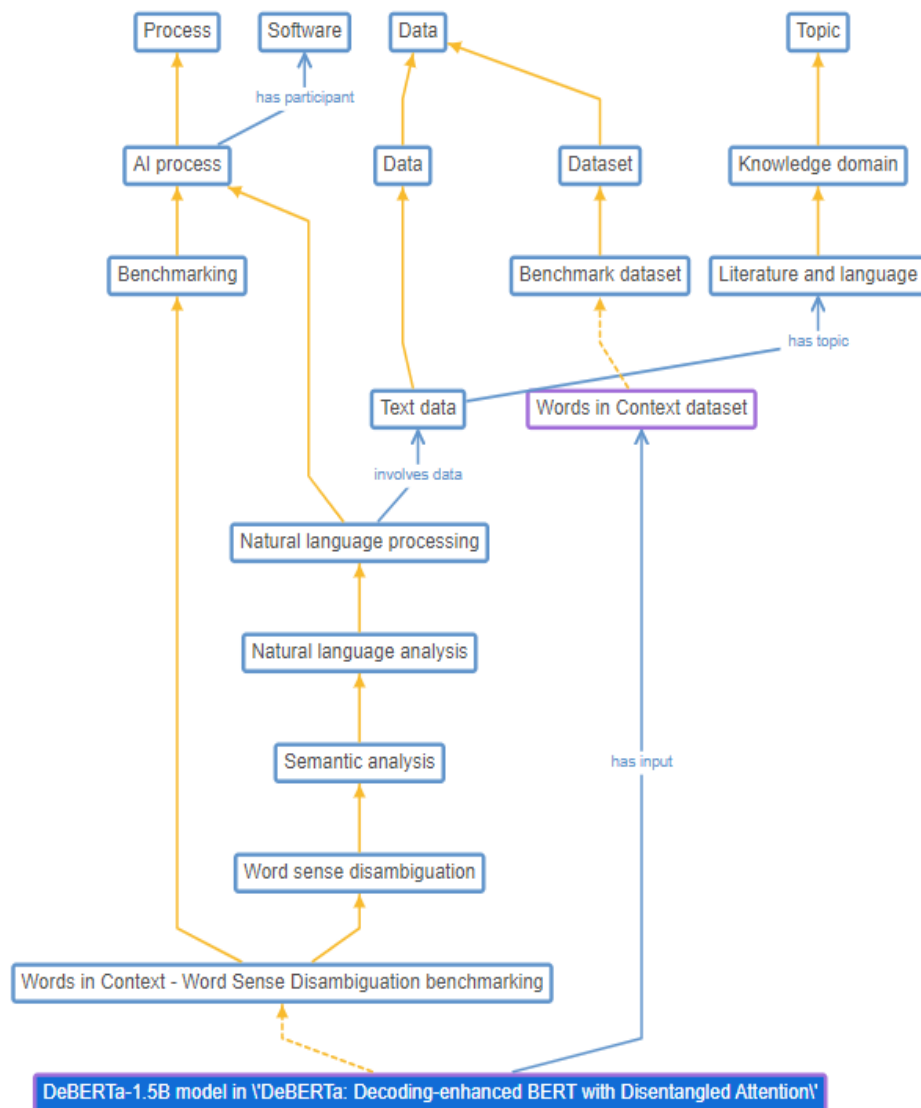 Process
Software
Data
Topic
has participant
AI process
Data
Dataset
Knowledge domain
Benchmarking
Benchmark dataset
Literature and language
has topic
Text data
Words in Context dataset
involves data
Natural language processing
Natural language analysis
Semantic analysis
has input
Word sense disambiguation
Words in Context - Word Sense Disambiguation benchmarking
DeBERTa-1.5B model in \'DeBERTa: Decoding-enhanced BERT with Disentangled Attention\'